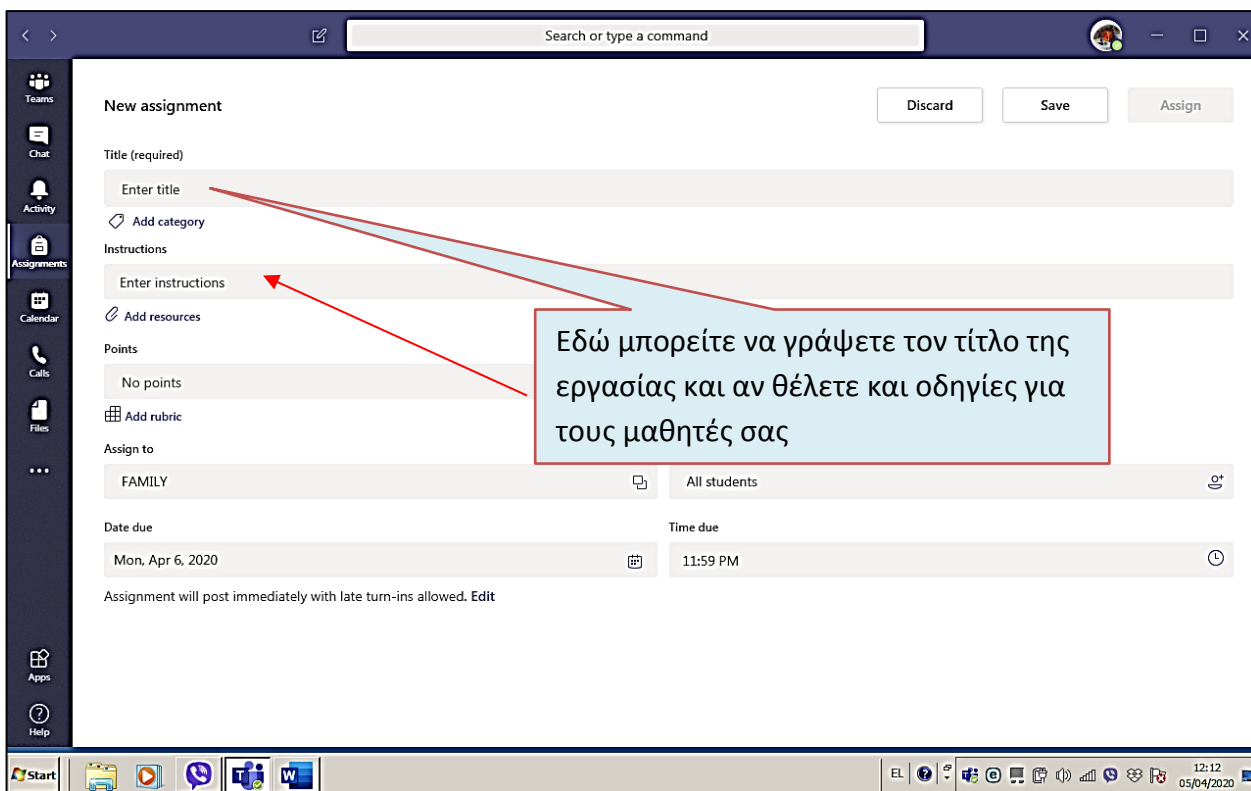 Search or type a command
Teams
New assignment
Discard
Save
Assign
Chat
Title (required)
Enter title
Activity
Add category
Instructions
Assignments
Enter instructions
Calendar
Add resources
Εδώ μπορείτε να γράψετε τον τίτλο της
εργασίας και αν θέλετε και οδηγίες για
τους μαθητές σας
Points
Calls
No points
Add rubric
Files
Assign to
FAMILY
All students
Date due
Time due
Mon, Apr 6, 2020
11:59 PM
Assignment will post immediately with late turn-ins allowed. Edit
Apps
Help
Start
EL
12:12
05/04/2020